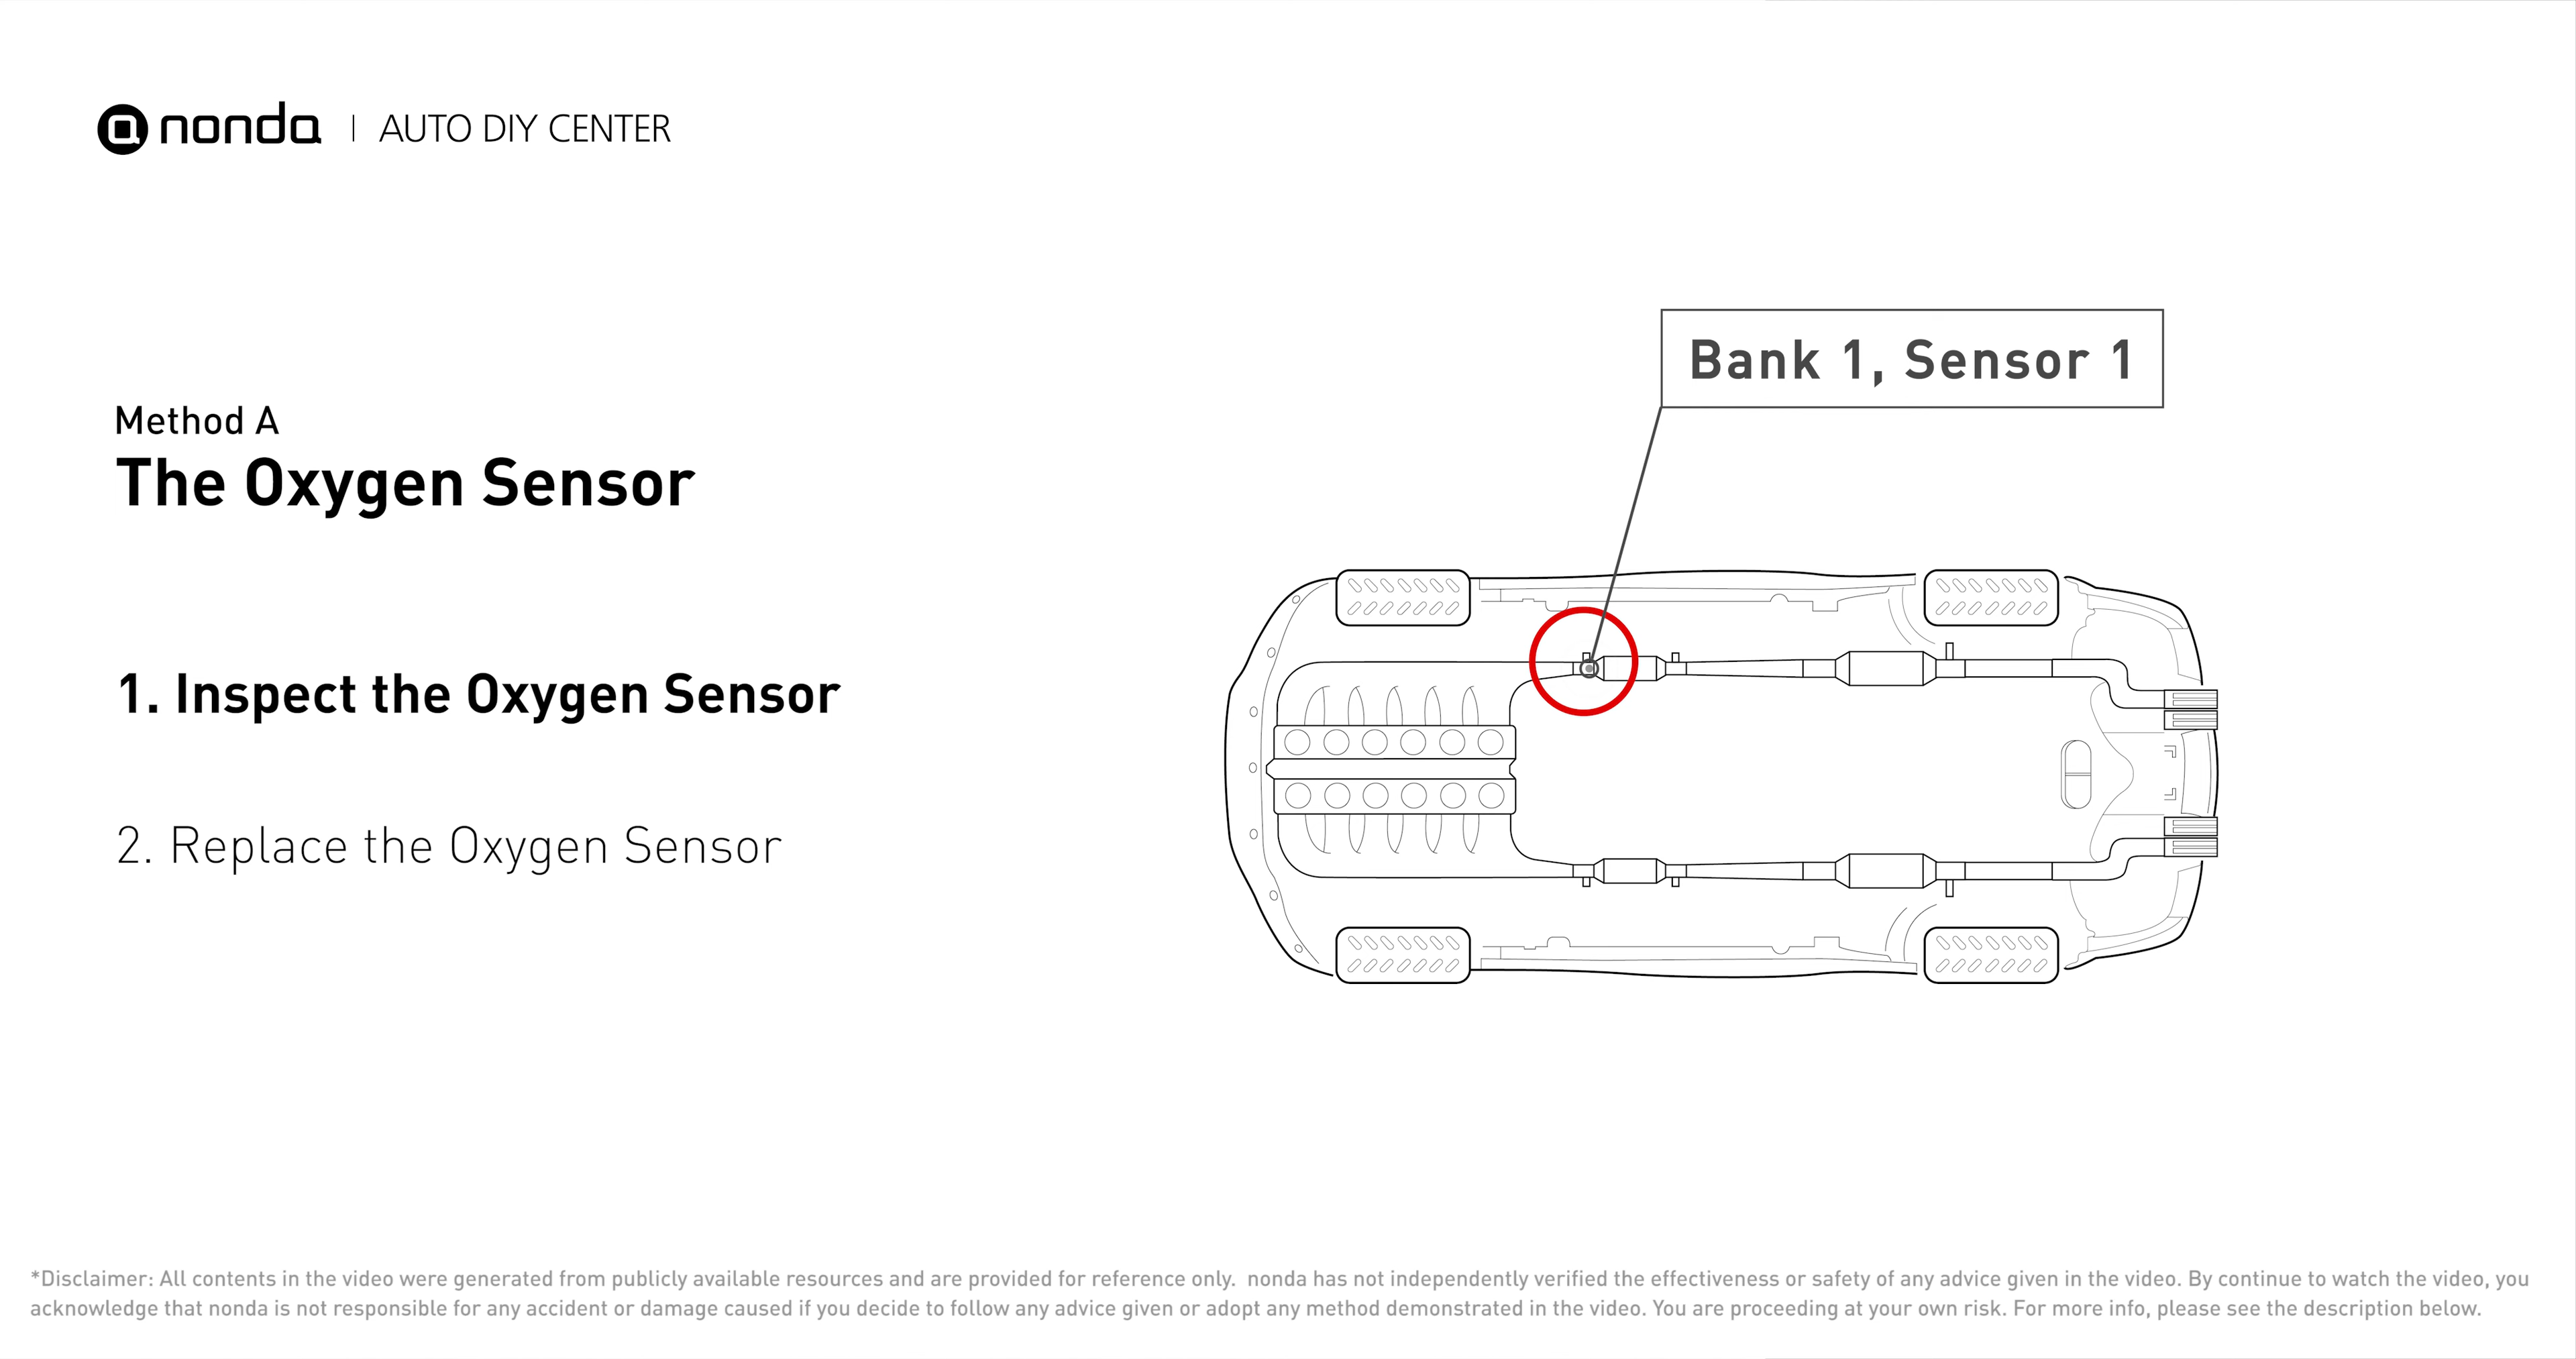 nonda | AUTO DIY CENTER
Bank 1, Sensor 1
Method A
The Oxygen Sensor
1. Inspect the Oxygen Sensor
2. Replace the Oxygen Sensor
*Disclaimer: All contents in the video were generated from publicly available resources and are provided for reference only. nonda has not independently verified the effectiveness or safety of any advice given in the video. By continue to watch the video, you
acknowledge that nonda is not responsible for any accident or damage caused if you decide to follow any advice given or adopt any method demonstrated in the video. You are proceeding at your own risk. For more info, please see the description below.